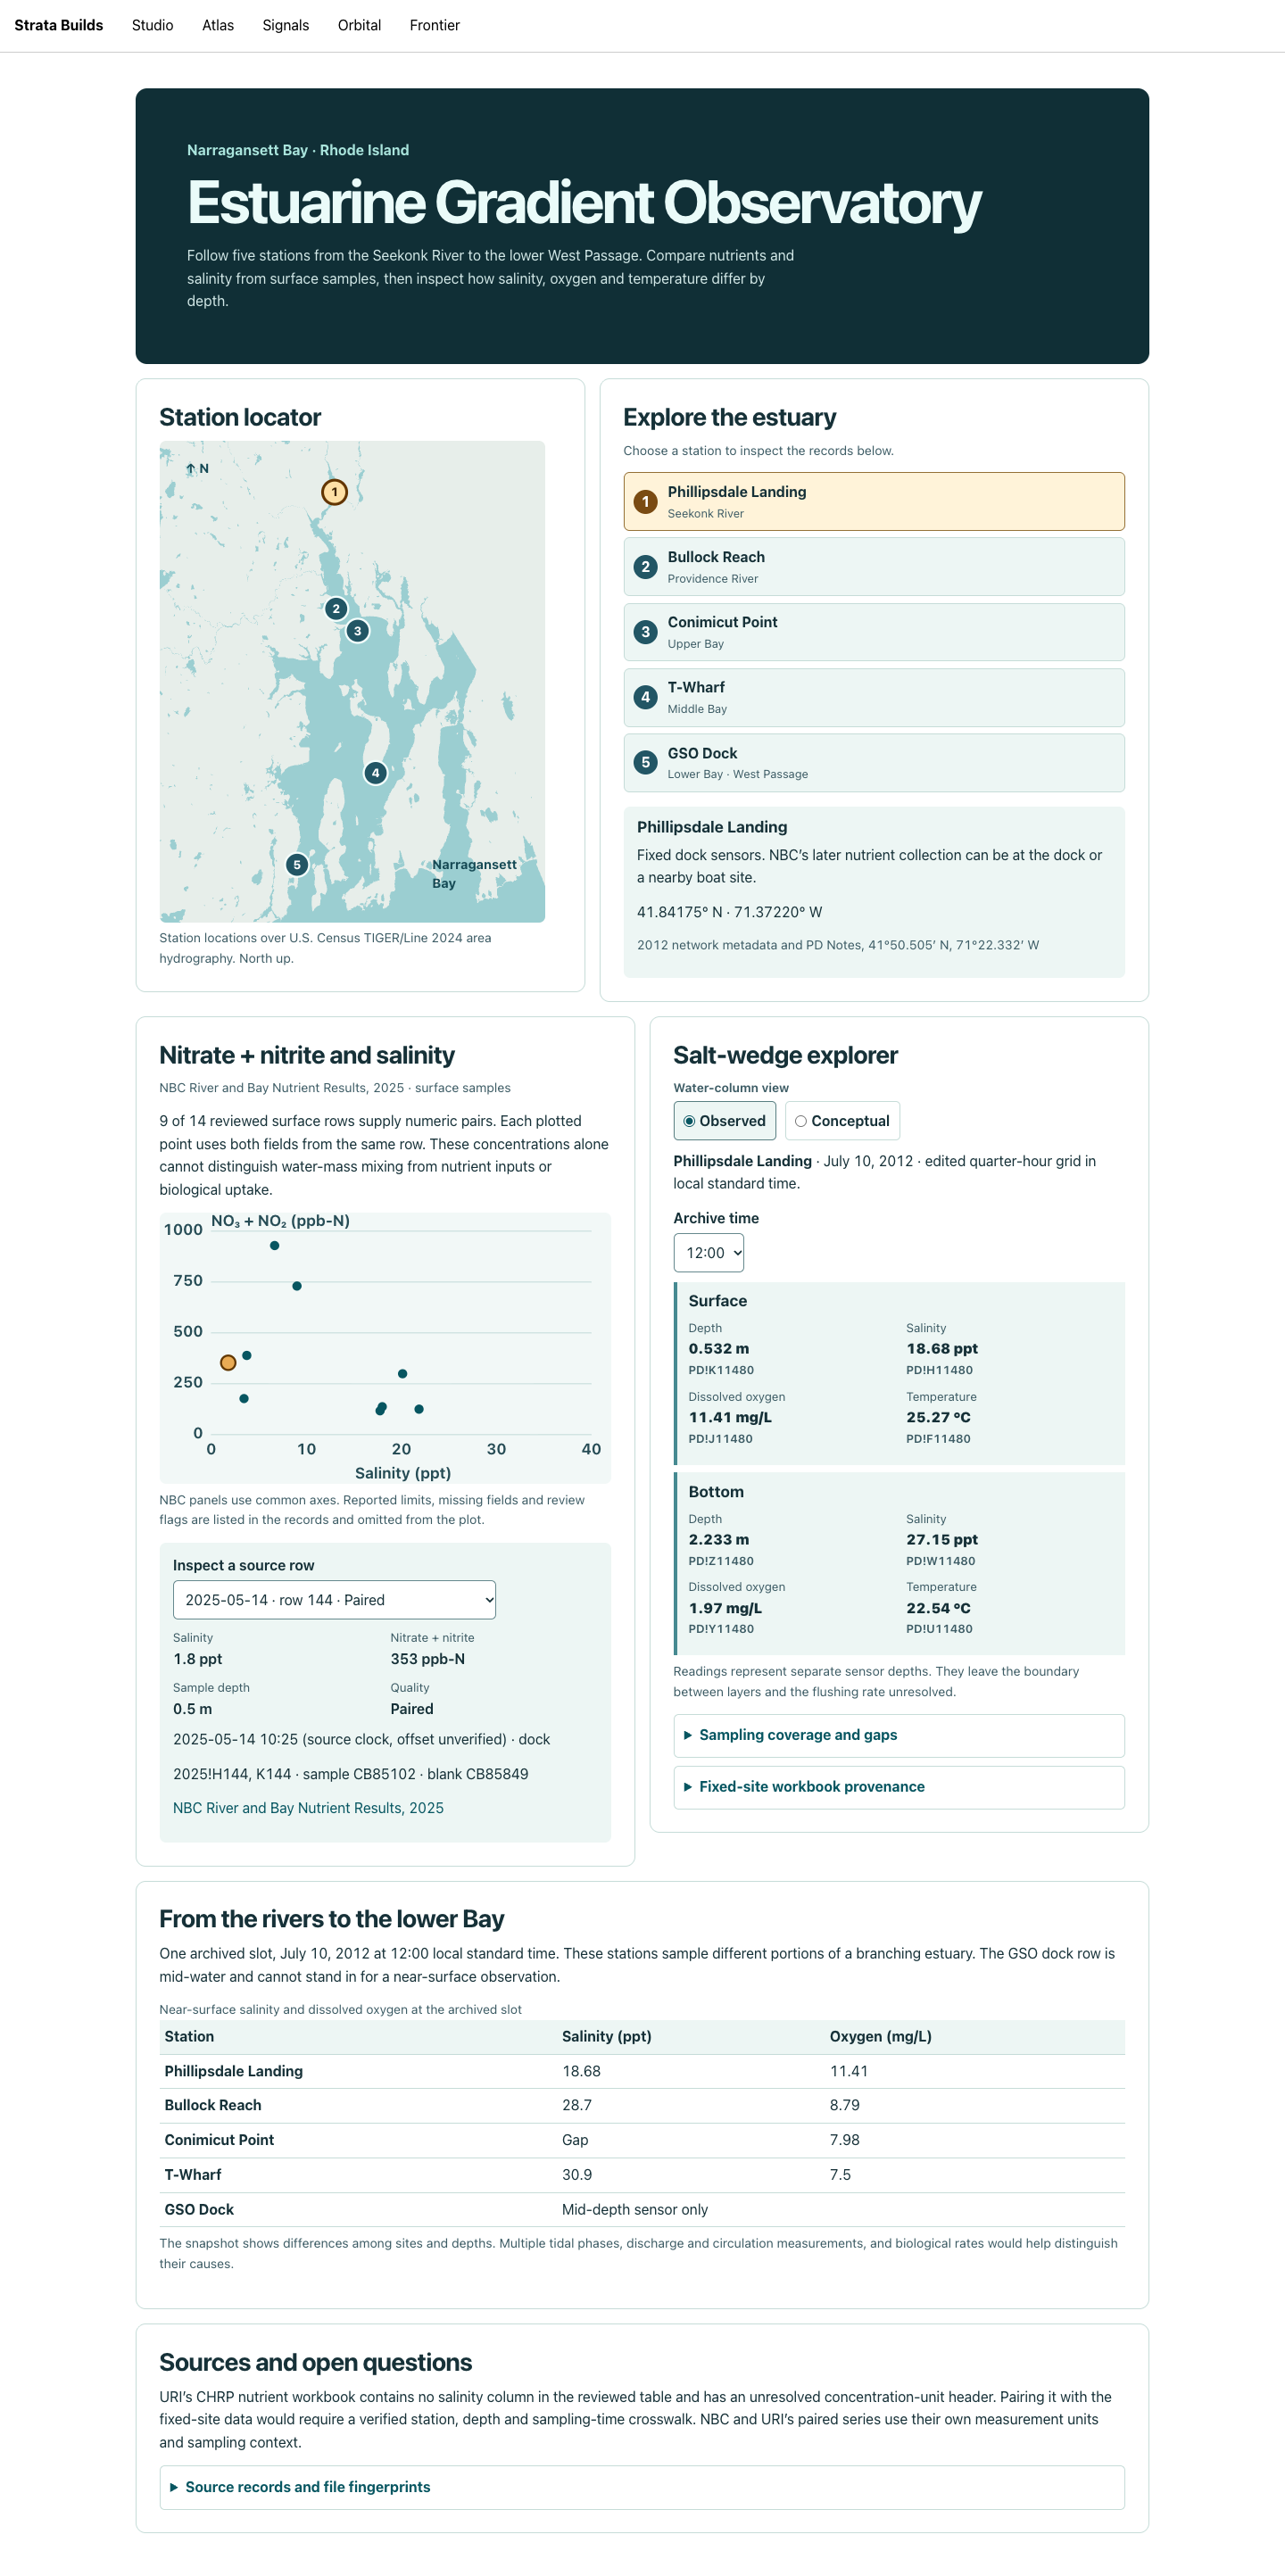 Strata Builds Studio Atlas Signals Orbital Frontier
Narragansett Bay · Rhode Island
Estuarine Gradient Observatory
Follow five stations from the Seekonk River to the lower West Passage. Compare nutrients and
salinity from surface samples, then inspect how salinity, oxygen and temperature differ by
depth.
Station locator
↑ N
1
2
3
4
5
Narragansett
Bay
Station locations over U.S. Census TIGER/Line 2024 area
hydrography. North up.
Explore the estuary
Choose a station to inspect the records below.
1 Phillipsdale Landing
Seekonk River
2 Bullock Reach
Providence River
3 Conimicut Point
Upper Bay
4 T-Wharf
Middle Bay
5 GSO Dock
Lower Bay · West Passage
Phillipsdale Landing
Fixed dock sensors. NBC’s later nutrient collection can be at the dock or
a nearby boat site.
41.84175° N · 71.37220° W
2012 network metadata and PD Notes, 41°50.505′ N, 71°22.332′ W
Nitrate + nitrite and salinity
NBC River and Bay Nutrient Results, 2025 · surface samples
9 of 14 reviewed surface rows supply numeric pairs. Each plotted
point uses both fields from the same row. These concentrations alone
cannot distinguish water-mass mixing from nutrient inputs or
biological uptake.
NO₃ + NO₂ (ppb-N)
1000
750
500
250
0
0 10 20 30 40
Salinity (ppt)
NBC panels use common axes. Reported limits, missing fields and review
flags are listed in the records and omitted from the plot.
Inspect a source row
2025-05-14 · row 144 · Paired
Salinity Nitrate + nitrite
1.8 ppt 353 ppb-N
Sample depth Quality
0.5 m Paired
2025-05-14 10:25 (source clock, offset unverified) · dock
2025!H144, K144 · sample CB85102 · blank CB85849
NBC River and Bay Nutrient Results, 2025
Salt-wedge explorer
Water-column view
Observed Conceptual
Phillipsdale Landing · July 10, 2012 · edited quarter-hour grid in
local standard time.
Archive time
12:00
Surface
Depth Salinity
0.532 m 18.68 ppt
PD!K11480 PD!H11480
Dissolved oxygen Temperature
11.41 mg/L 25.27 °C
PD!J11480 PD!F11480
Bottom
Depth Salinity
2.233 m 27.15 ppt
PD!Z11480 PD!W11480
Dissolved oxygen Temperature
1.97 mg/L 22.54 °C
PD!Y11480 PD!U11480
Readings represent separate sensor depths. They leave the boundary
between layers and the flushing rate unresolved.
▶ Sampling coverage and gaps
▶ Fixed-site workbook provenance
From the rivers to the lower Bay
One archived slot, July 10, 2012 at 12:00 local standard time. These stations sample different portions of a branching estuary. The GSO dock row is
mid-water and cannot stand in for a near-surface observation.
Near-surface salinity and dissolved oxygen at the archived slot
Station Salinity (ppt) Oxygen (mg/L)
Phillipsdale Landing 18.68 11.41
Bullock Reach 28.7 8.79
Conimicut Point Gap 7.98
T-Wharf 30.9 7.5
GSO Dock Mid-depth sensor only
The snapshot shows differences among sites and depths. Multiple tidal phases, discharge and circulation measurements, and biological rates would help distinguish
their causes.
Sources and open questions
URI’s CHRP nutrient workbook contains no salinity column in the reviewed table and has an unresolved concentration-unit header. Pairing it with the
fixed-site data would require a verified station, depth and sampling-time crosswalk. NBC and URI’s paired series use their own measurement units
and sampling context.
▶ Source records and file fingerprints